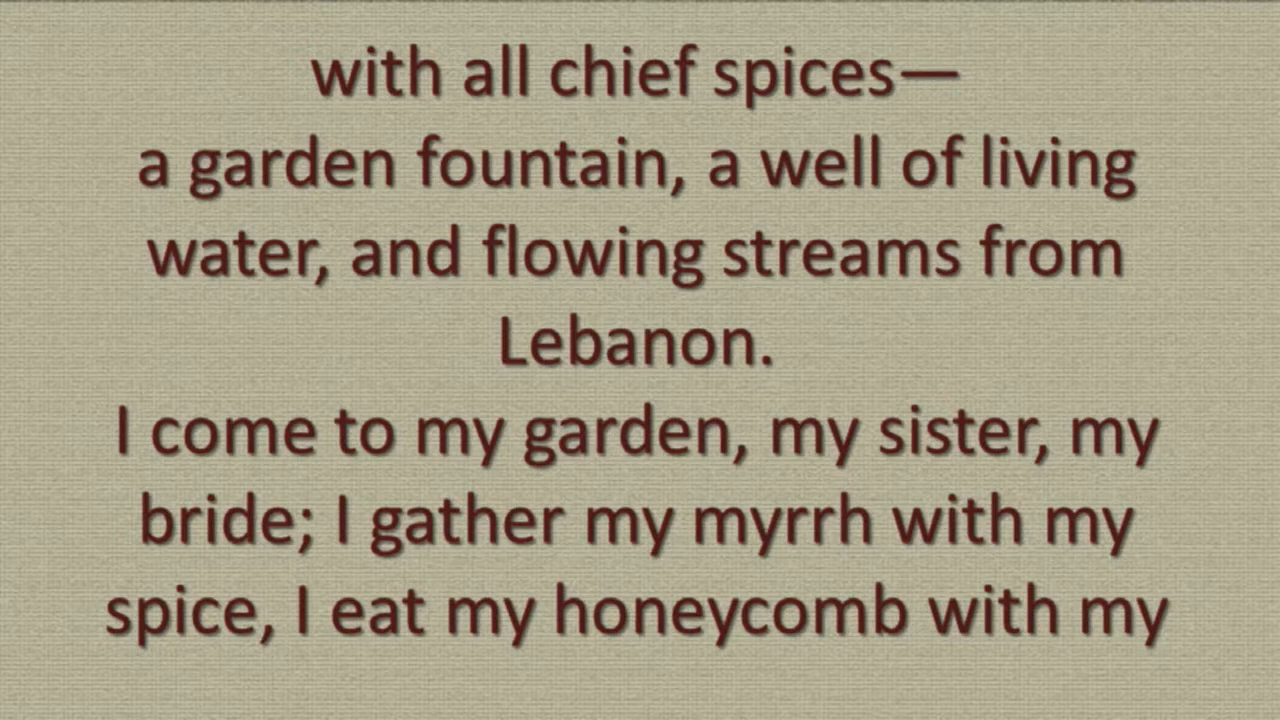 with all chief spices—
a garden fountain, a well of living
water, and flowing streams from
Lebanon.
I come to my garden, my sister, my
bride; I gather my myrrh with my
spice, I eat my honeycomb with my